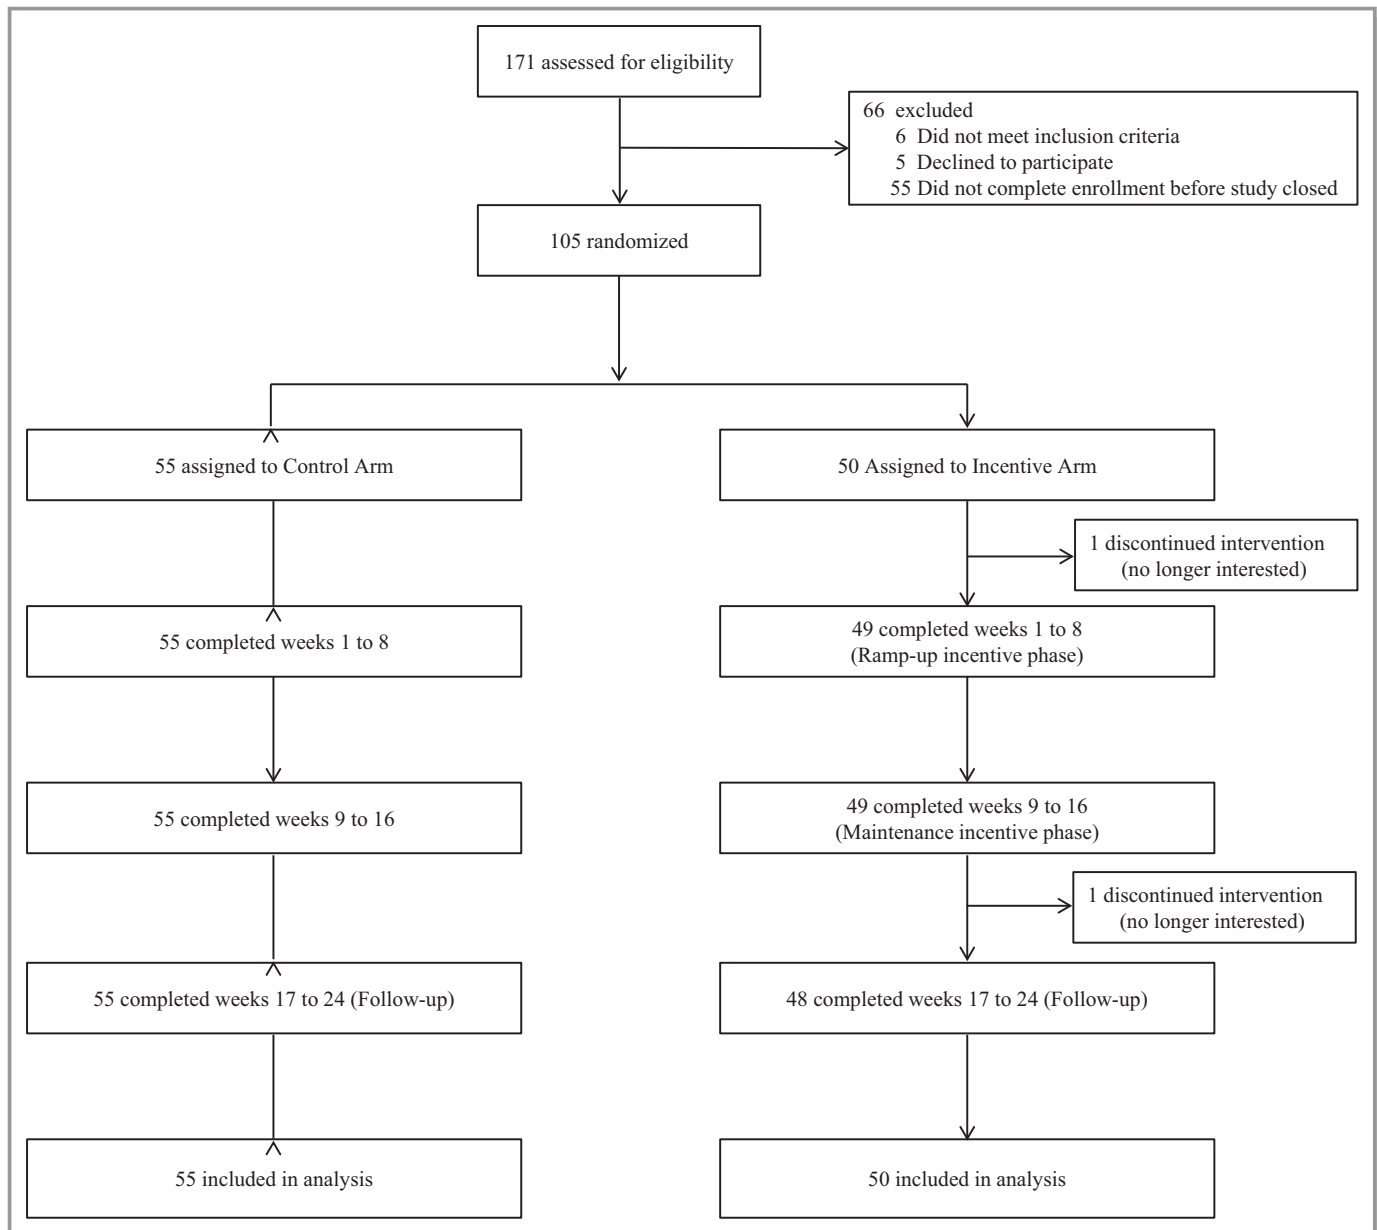 171 assessed for eligibility
66 excluded
6 Did not meet inclusion criteria
5 Declined to participate
55 Did not complete enrollment before study closed
105 randomized
55 assigned to Control Arm
50 Assigned to Incentive Arm
1 discontinued intervention
(no longer interested)
55 completed weeks 1 to 8
49 completed weeks 1 to 8
(Ramp-up incentive phase)
55 completed weeks 9 to 16
49 completed weeks 9 to 16
(Maintenance incentive phase)
1 discontinued intervention
(no longer interested)
55 completed weeks 17 to 24 (Follow-up)
48 completed weeks 17 to 24 (Follow-up)
55 included in analysis
50 included in analysis